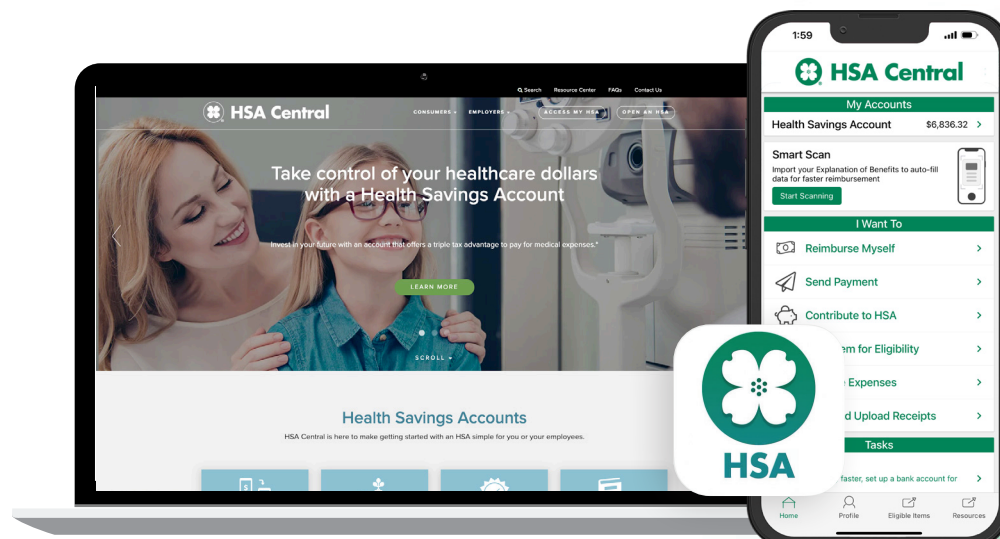 Search Resource Center FAQs Contact Us
HSA Central CONSUMERS EMPLOYERS ACCESS MY HSA OPEN AN HSA
Take control of your healthcare dollars
with a Health Savings Account
Invest in your future with an account that offers a triple tax advantage to pay for medical expenses.*
LEARN MORE
SCROLL
Health Savings Accounts
HSA Central is here to make getting started with an HSA simple for you or your employees.
1:59
HSA Central
My Accounts
Health Savings Account $6,836.32
Smart Scan
Import your Explanation of Benefits to auto-fill
data for faster reimbursement
Start Scanning
I Want To
Reimburse Myself
Send Payment
Contribute to HSA
em for Eligibility
Expenses
d Upload Receipts
Tasks
faster, set up a bank account for
Home Profile Eligible Items Resources
HSA